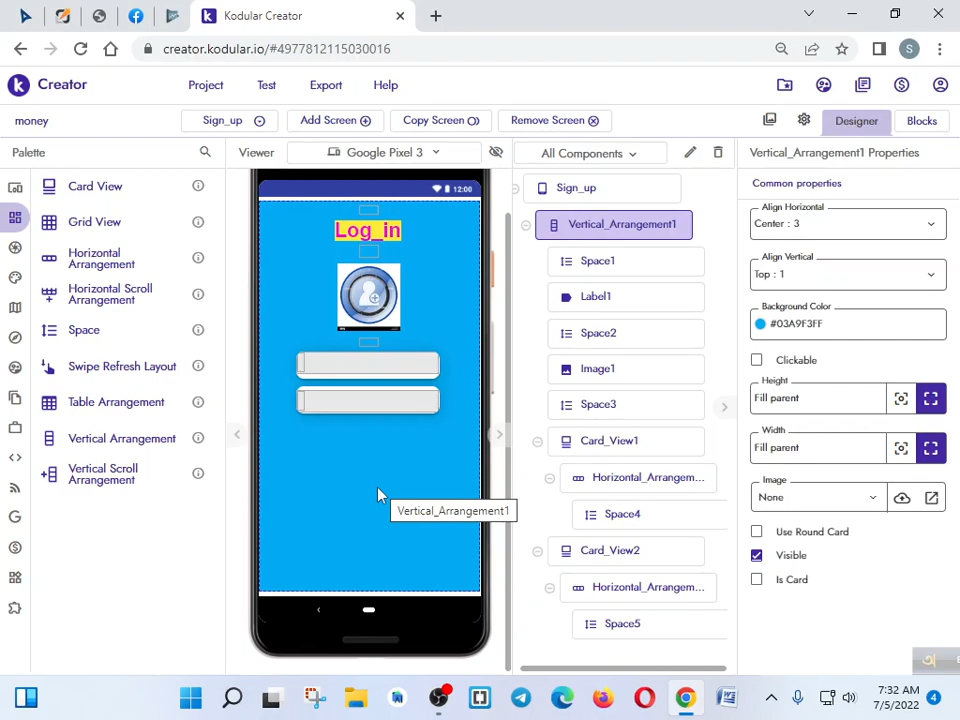 Kodular Creator
creator.kodular.io/#4977812115030016
S
Creator
Project
Test
Export
Help
money
Sign_up
Add Screen
Copy Screen
Remove Screen
Designer
Blocks
Palette
Viewer
Google Pixel 3
All Components
Vertical_Arrangement1 Properties
Card View
Grid View
Horizontal
Arrangement
Horizontal Scroll
Arrangement
Space
Swipe Refresh Layout
Table Arrangement
Vertical Arrangement
Vertical Scroll
Arrangement
12:00
Log_in
Vertical_Arrangement1
Sign_up
Vertical_Arrangement1
Space1
Label1
Space2
Image1
Space3
Card_View1
Horizontal_Arrangem...
Space4
Card_View2
Horizontal_Arrangem...
Space5
Common properties
Align Horizontal
Center : 3
Align Vertical
Top : 1
Background Color
#03A9F3FF
Clickable
Height
Fill parent
Width
Fill parent
Image
None
Use Round Card
Visible
Is Card
7:32 AM
7/5/2022
4